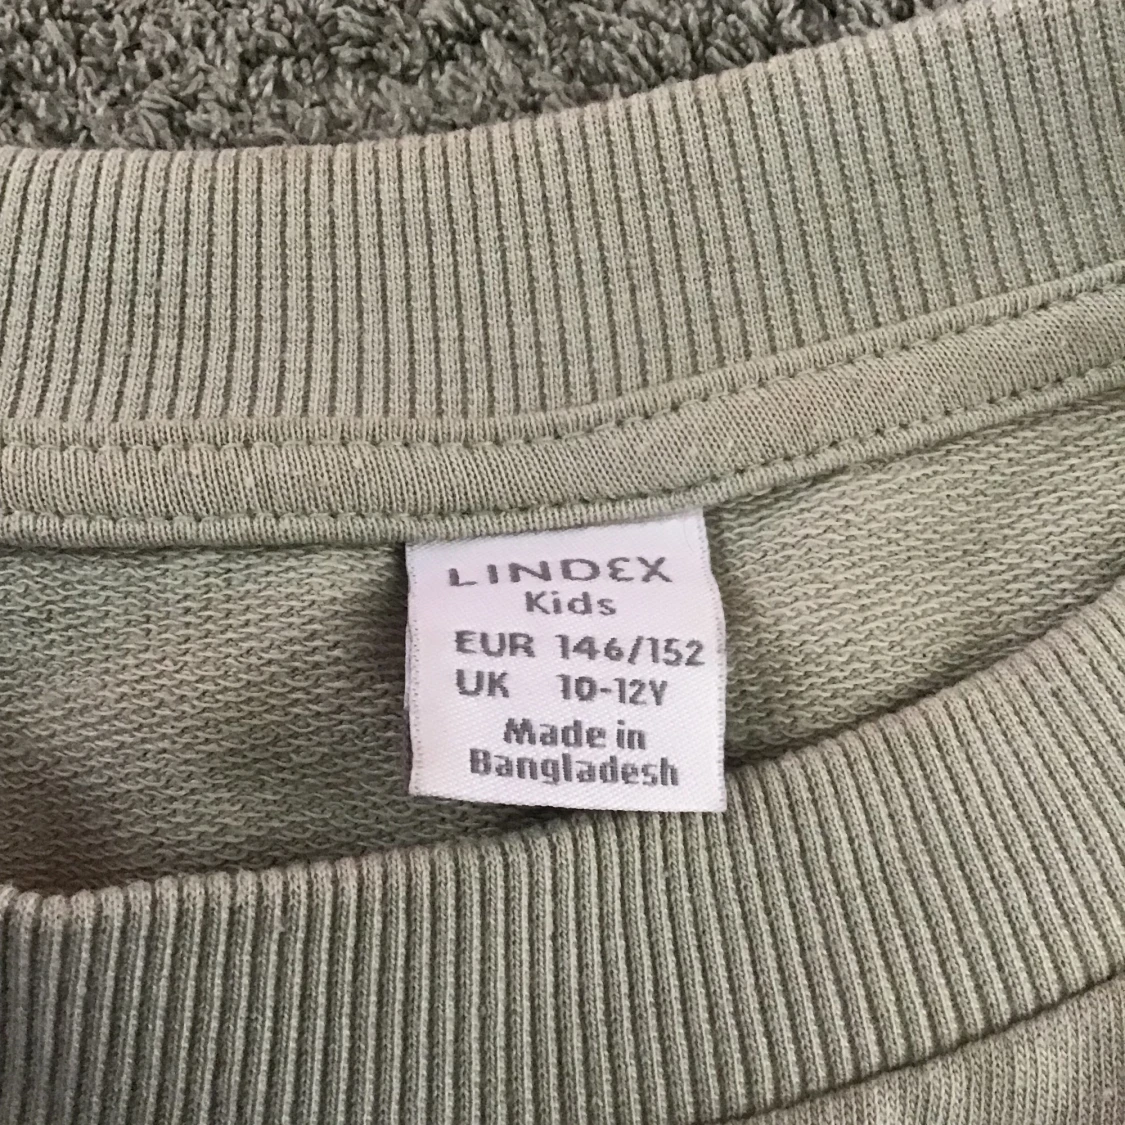 LINDEX
Kids
EUR 146/152
UK 10-12Y
Made in
Bangladesh